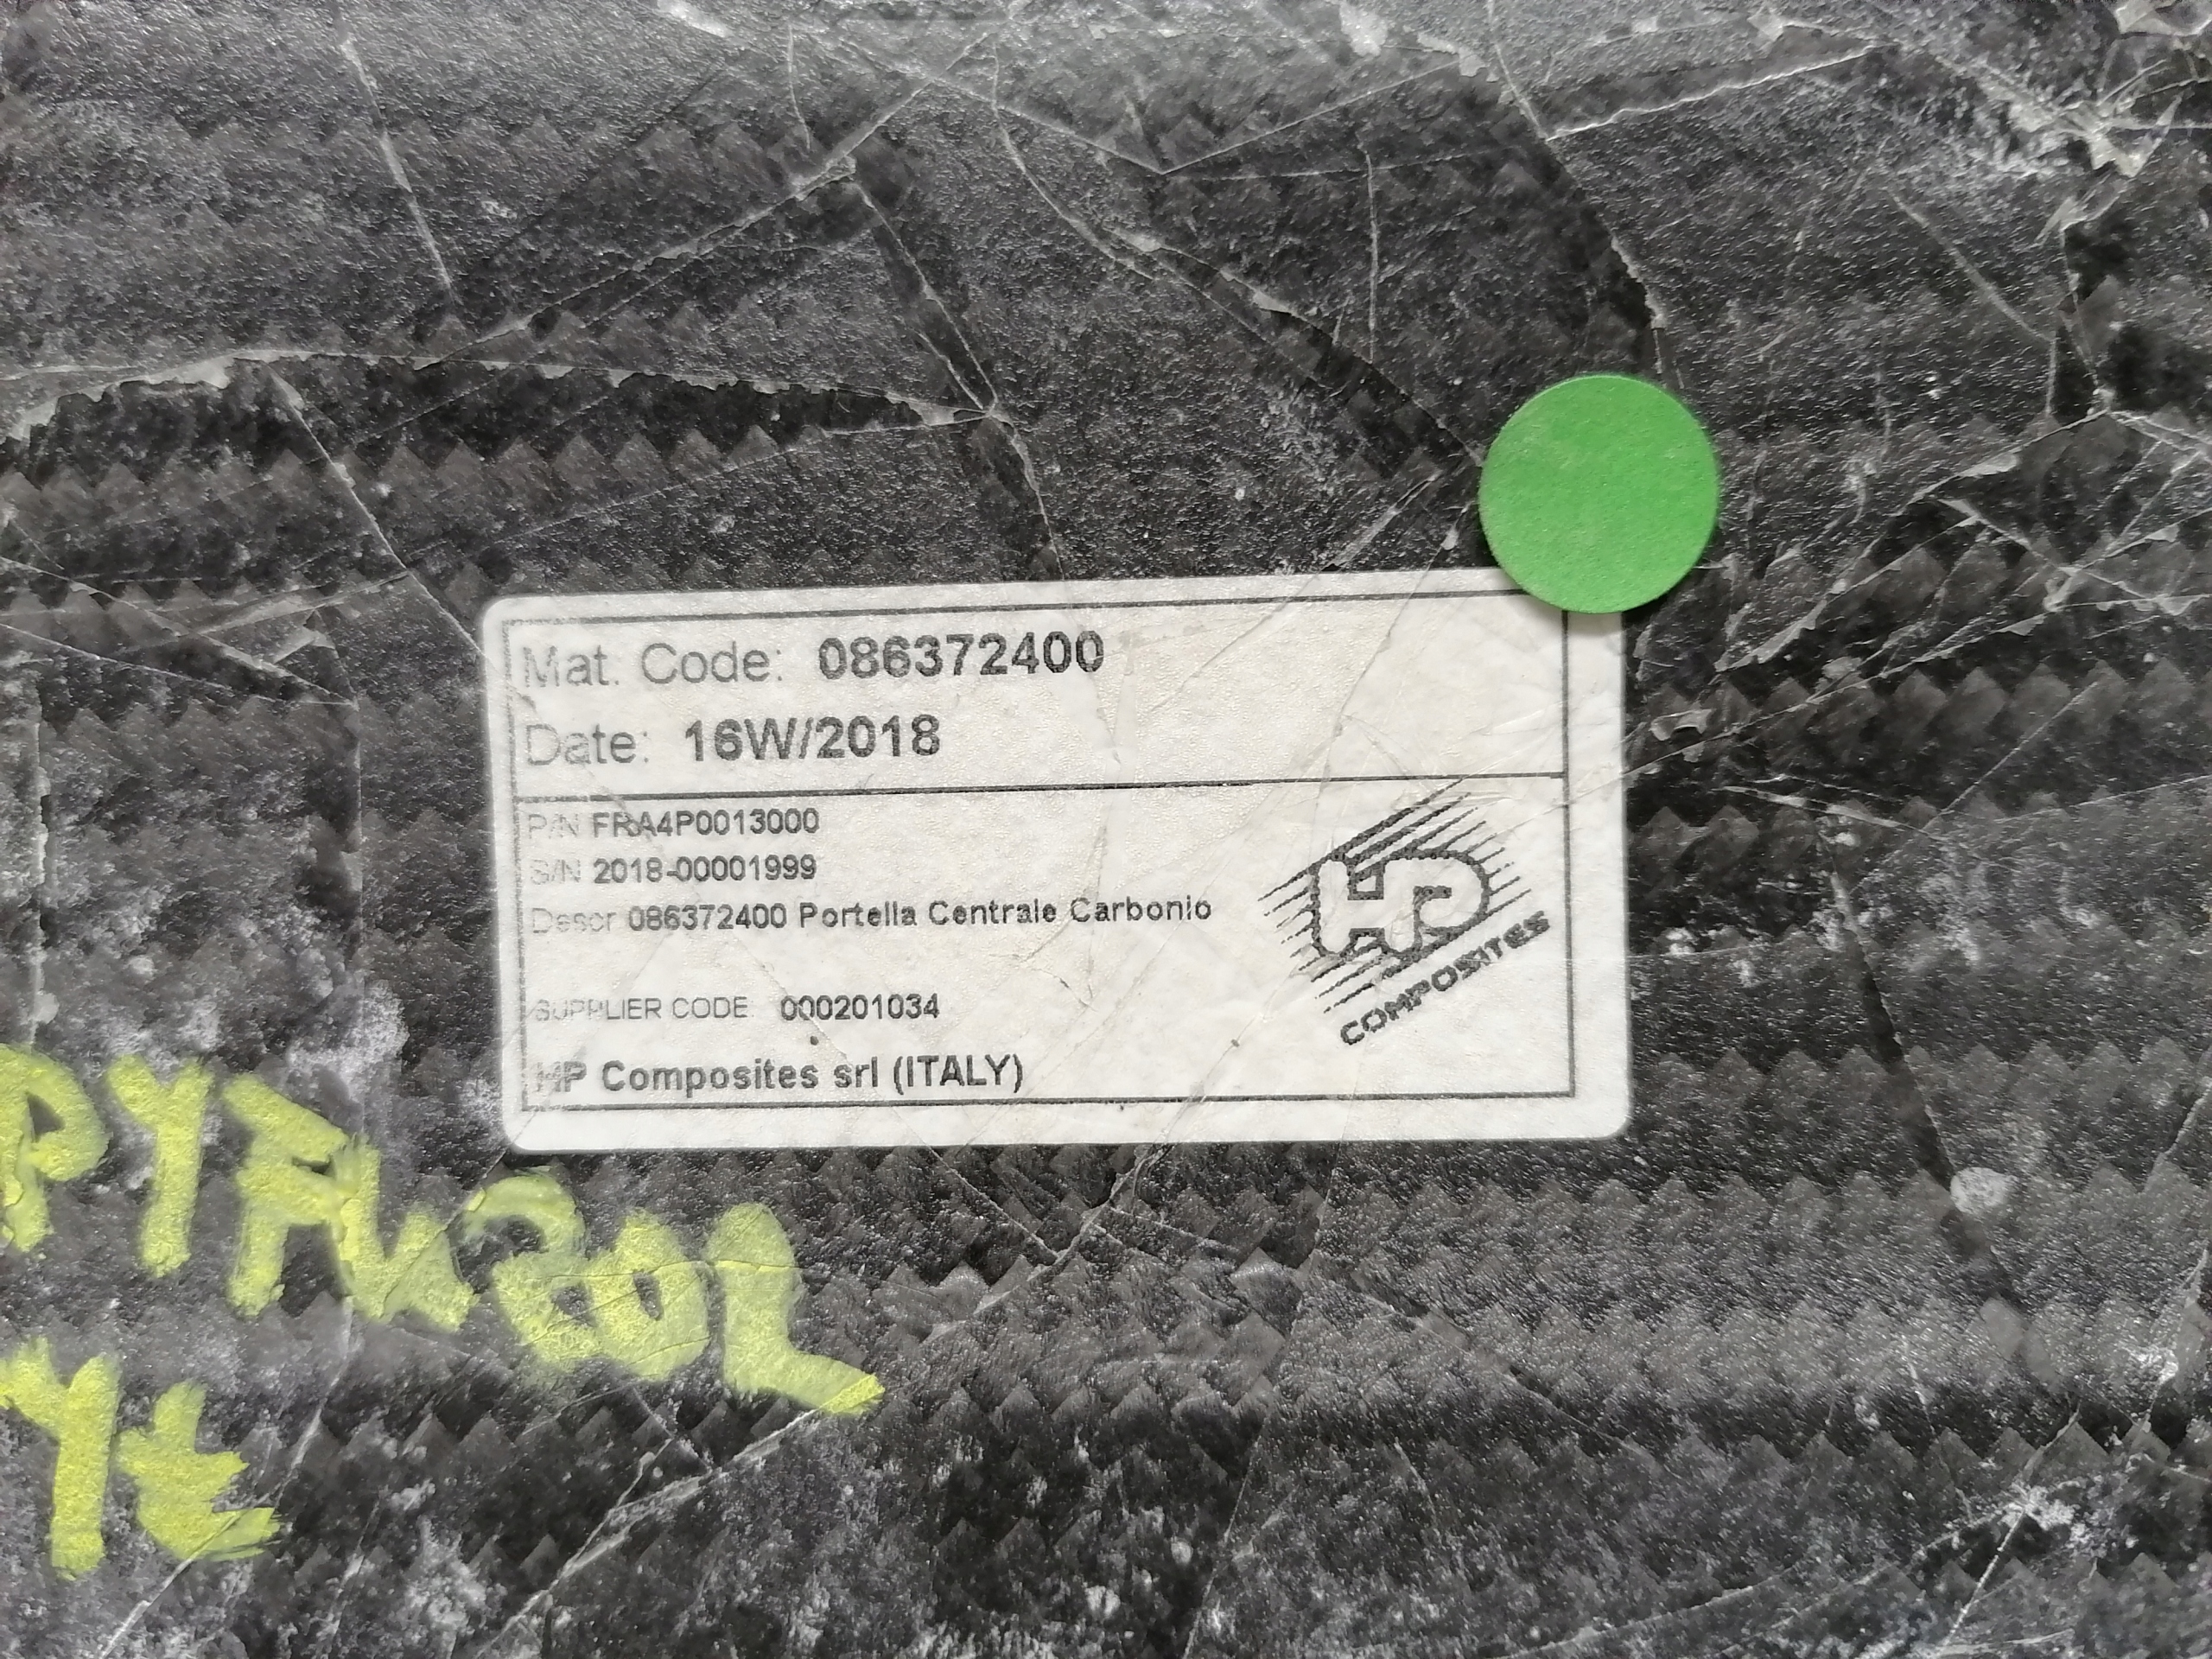 Mat. Code: 086372400
Date: 16W/2018
P/N FRA4P0013000
S/N 2018-00001999
Descr 086372400 Portella Centrale Carbonio
SUPPLIER CODE 000201034
HP Composites srl (ITALY)
HP
COMPOSITES